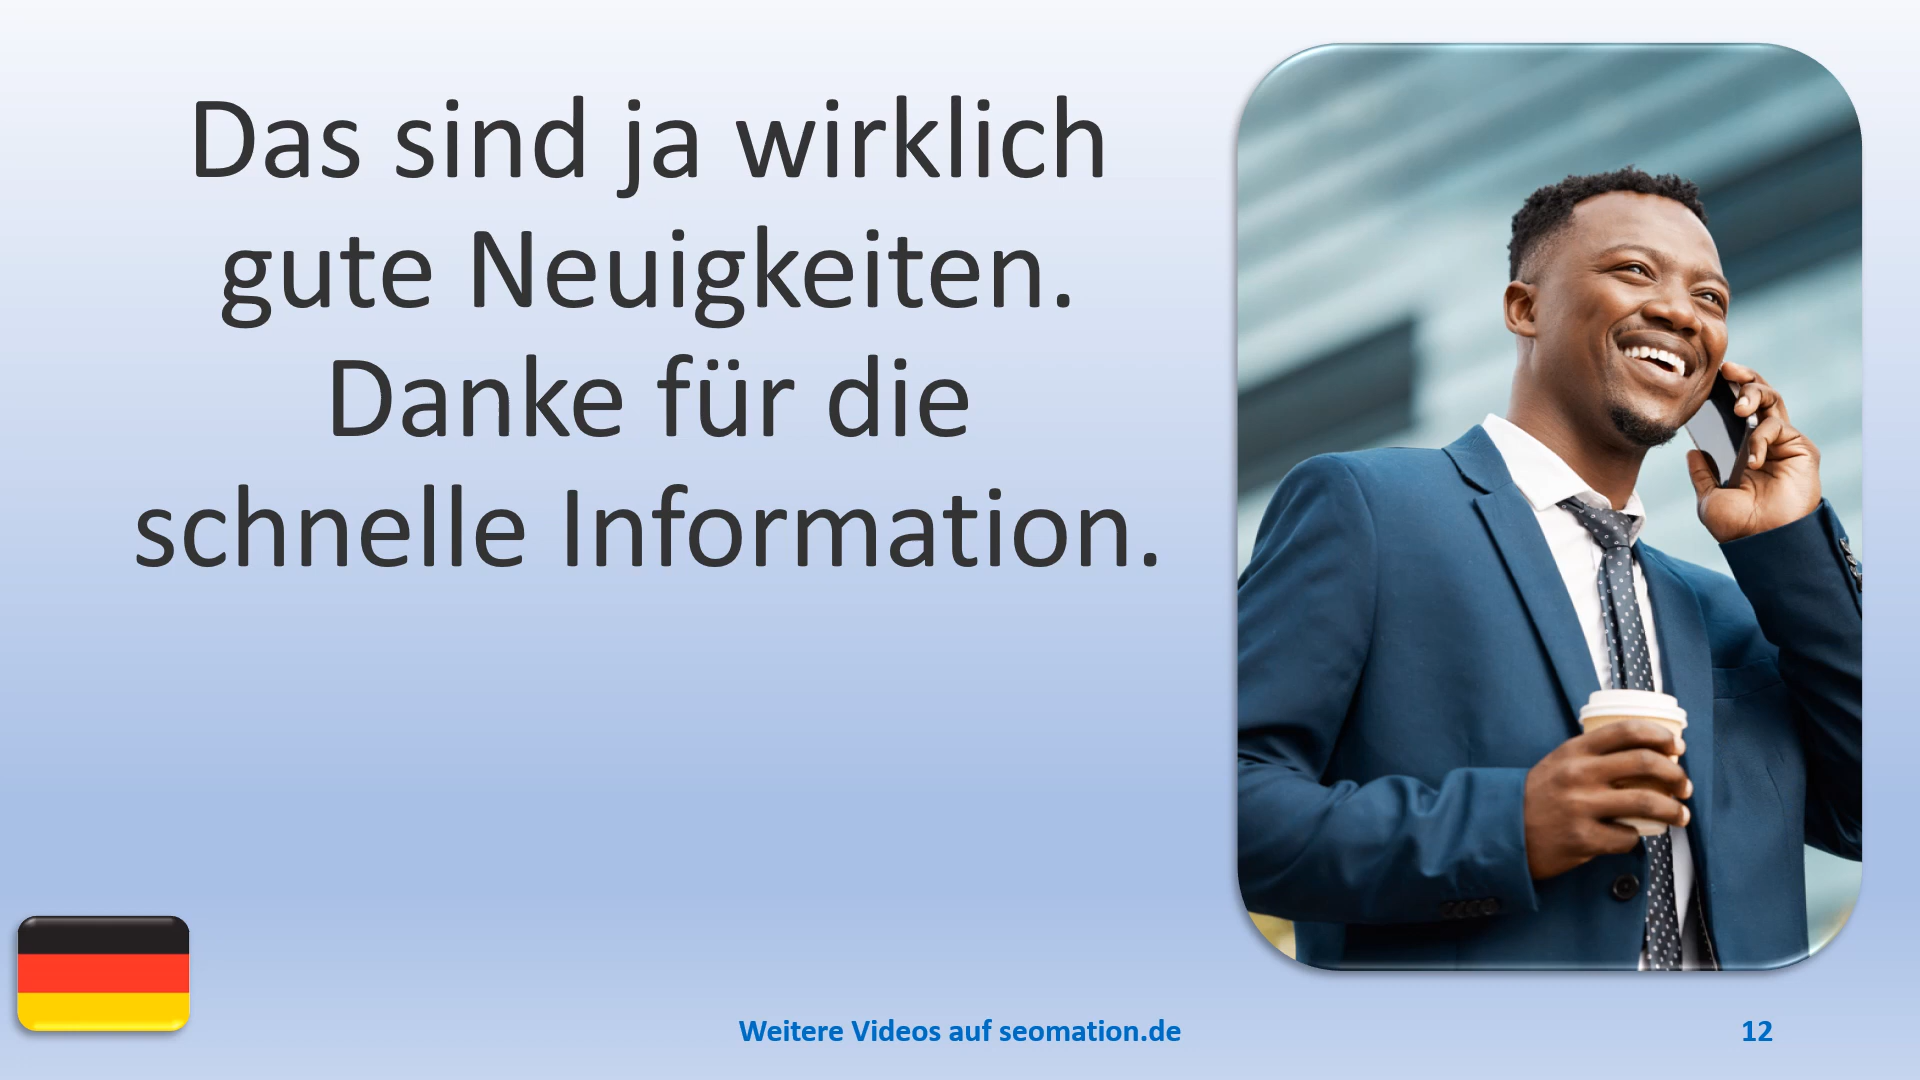 Das sind ja wirklich
gute Neuigkeiten.
Danke für die
schnelle Information.
Weitere Videos auf seomation.de
12